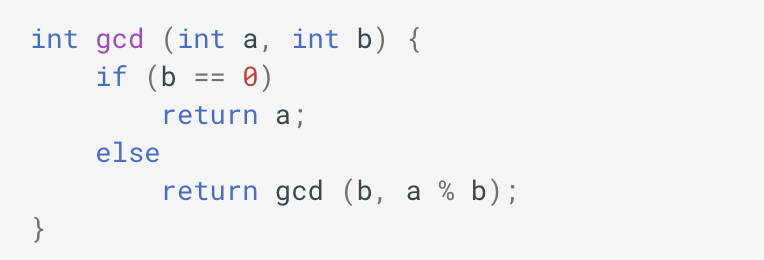 int gcd (int a, int b) {
    if (b == 0)
        return a;
    else
        return gcd (b, a % b);
}